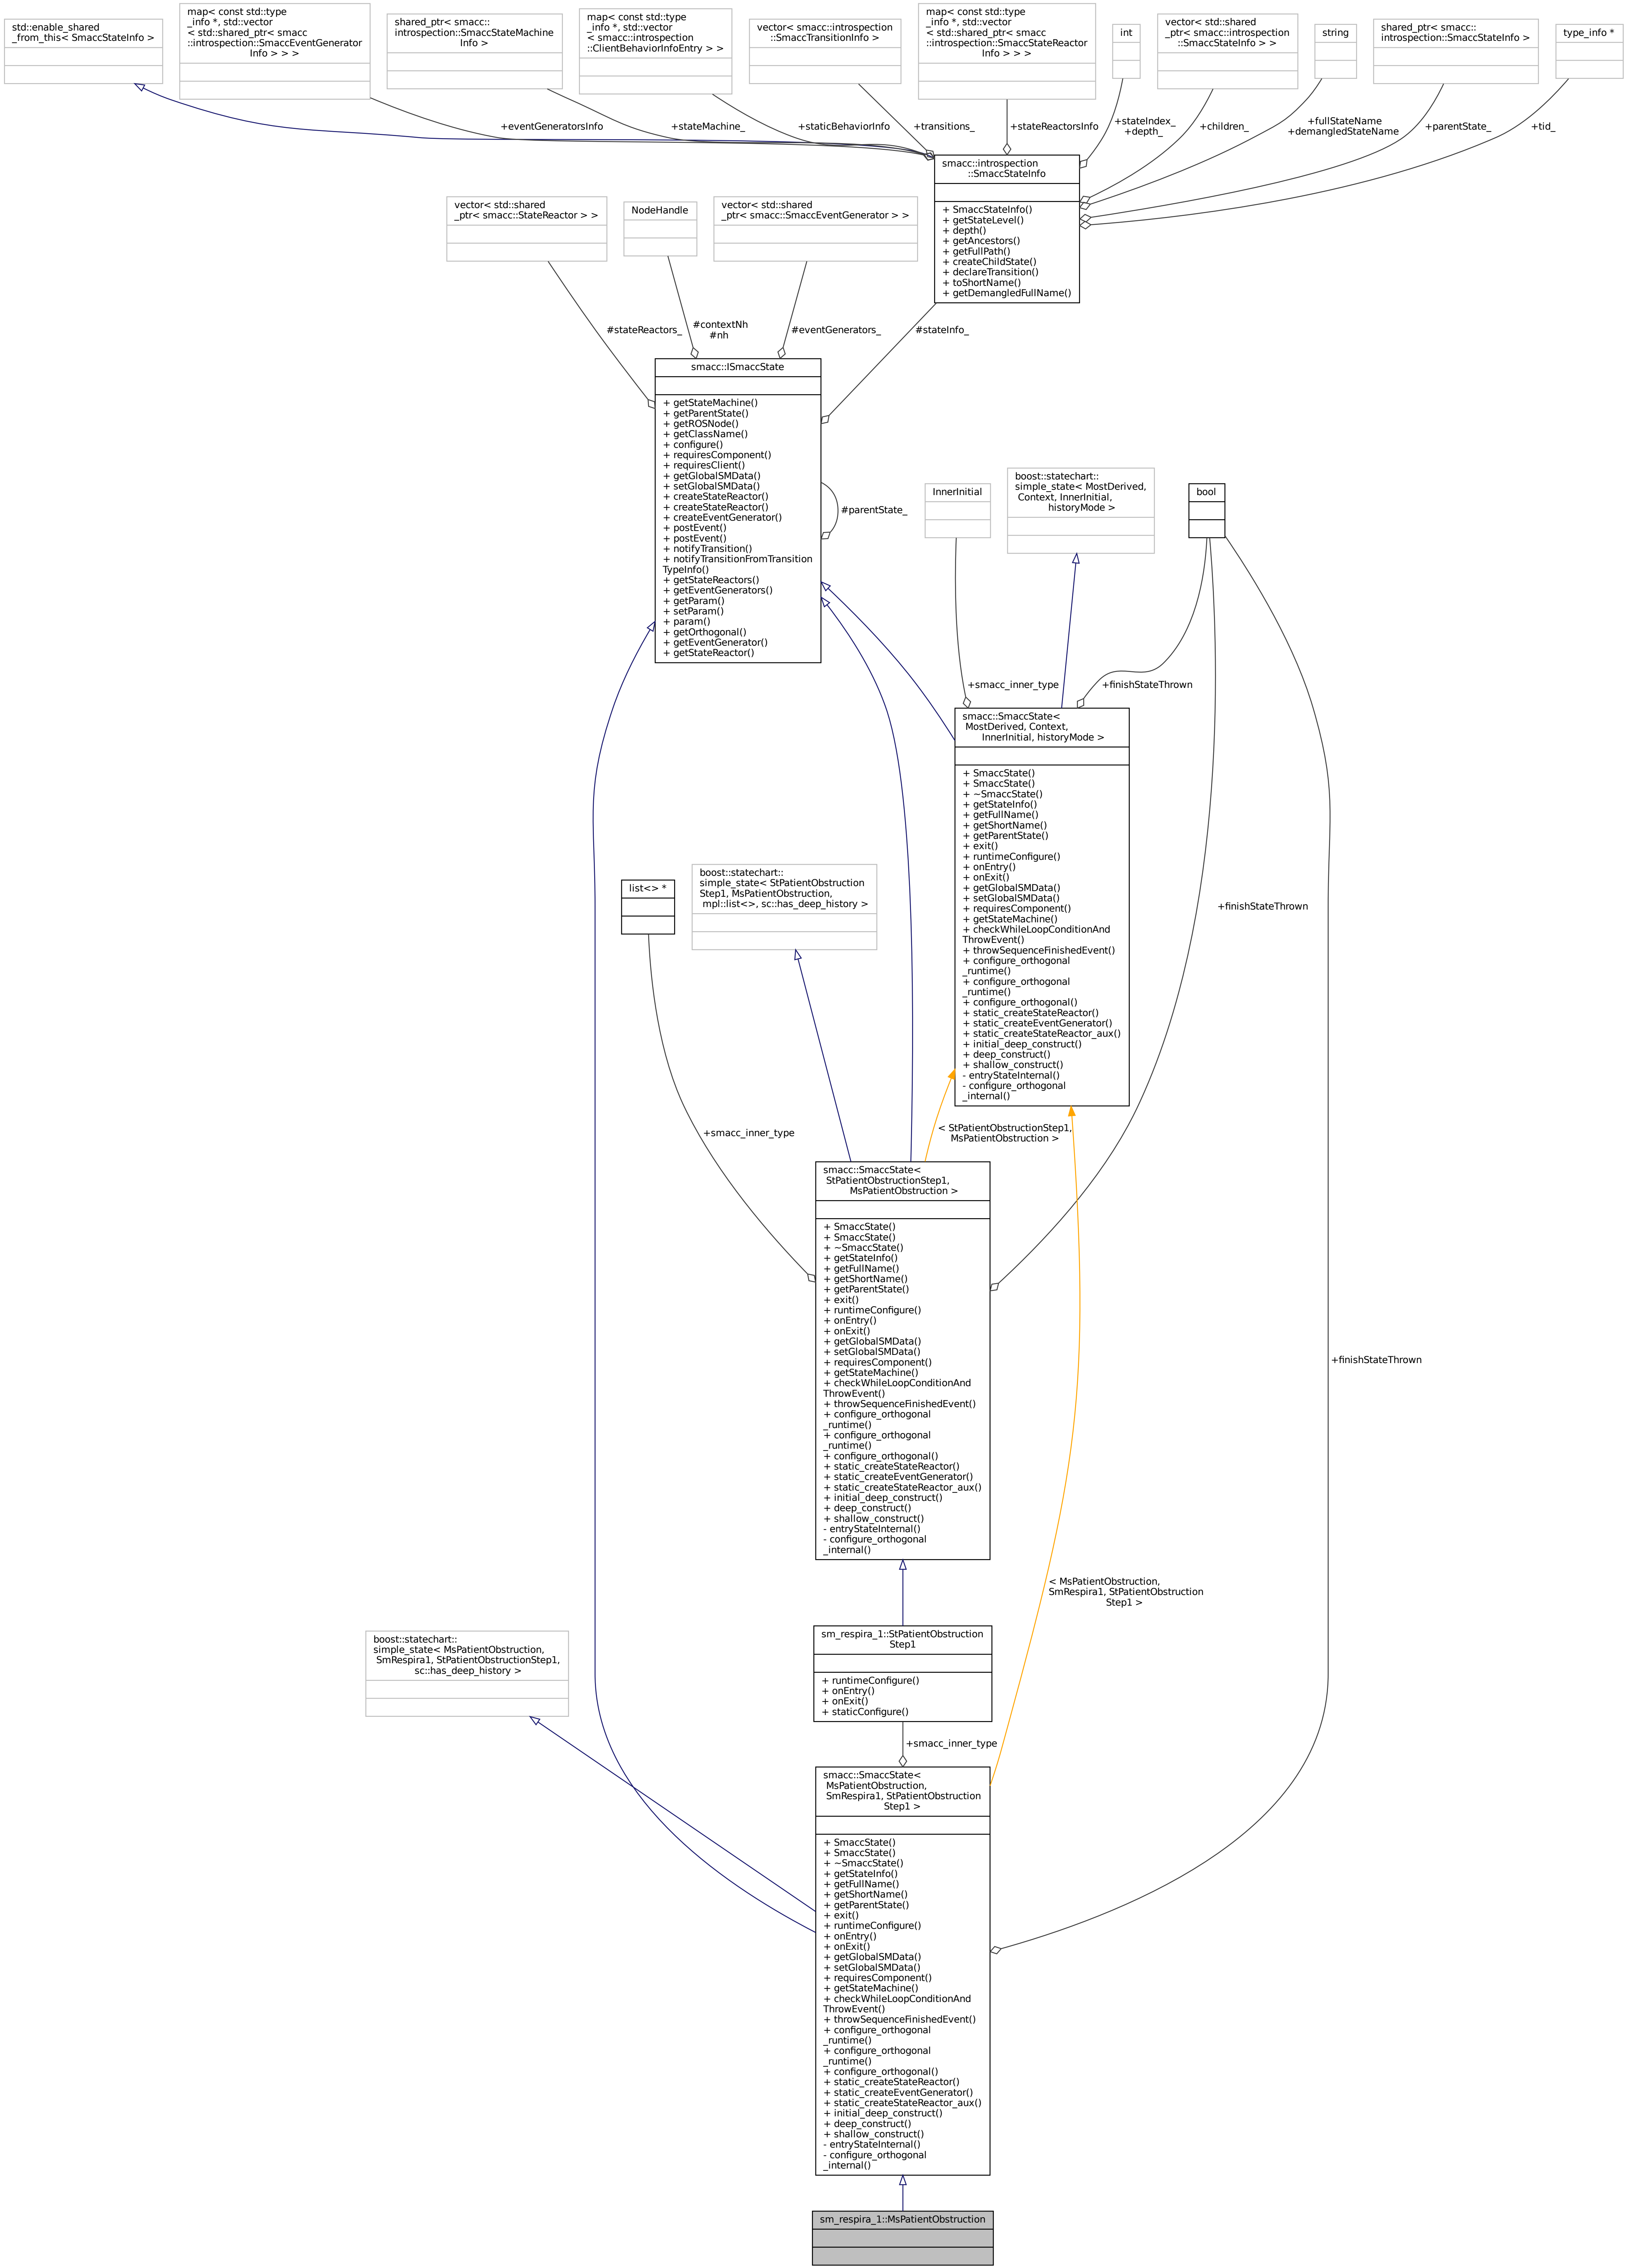 std::enable_shared
_from_this< SmaccStateInfo >
map< const std::type
_info *, std::vector
< std::shared_ptr< smacc
::introspection::SmaccEventGenerator
Info > > >
shared_ptr< smacc::
introspection::SmaccStateMachine
Info >
map< const std::type
_info *, std::vector
< smacc::introspection
::ClientBehaviorInfoEntry > >
vector< smacc::introspection
::SmaccTransitionInfo >
map< const std::type
_info *, std::vector
< std::shared_ptr< smacc
::introspection::SmaccStateReactor
Info > > >
int
vector< std::shared
_ptr< smacc::introspection
::SmaccStateInfo > >
string
shared_ptr< smacc::
introspection::SmaccStateInfo >
type_info *
+eventGeneratorsInfo
+stateMachine_
+staticBehaviorInfo
+transitions_
+stateReactorsInfo
+stateIndex_
+depth_
+children_
+fullStateName
+demangledStateName
+parentState_
+tid_
smacc::introspection
::SmaccStateInfo
+ SmaccStateInfo()
+ getStateLevel()
+ depth()
+ getAncestors()
+ getFullPath()
+ createChildState()
+ declareTransition()
+ toShortName()
+ getDemangledFullName()
vector< std::shared
_ptr< smacc::StateReactor > >
NodeHandle
vector< std::shared
_ptr< smacc::SmaccEventGenerator > >
#stateReactors_
#contextNh
#nh
#eventGenerators_
#stateInfo_
smacc::ISmaccState
+ getStateMachine()
+ getParentState()
+ getROSNode()
+ getClassName()
+ configure()
+ requiresComponent()
+ requiresClient()
+ getGlobalSMData()
+ setGlobalSMData()
+ createStateReactor()
+ createStateReactor()
+ createEventGenerator()
+ postEvent()
+ postEvent()
+ notifyTransition()
+ notifyTransitionFromTransition
TypeInfo()
+ getStateReactors()
+ getEventGenerators()
+ getParam()
+ setParam()
+ param()
+ getOrthogonal()
+ getEventGenerator()
+ getStateReactor()
#parentState_
InnerInitial
boost::statechart::
simple_state< MostDerived,
Context, InnerInitial,
historyMode >
bool
+smacc_inner_type
+finishStateThrown
smacc::SmaccState<
MostDerived, Context,
InnerInitial, historyMode >
+ SmaccState()
+ SmaccState()
+ ~SmaccState()
+ getStateInfo()
+ getFullName()
+ getShortName()
+ getParentState()
+ exit()
+ runtimeConfigure()
+ onEntry()
+ onExit()
+ getGlobalSMData()
+ setGlobalSMData()
+ requiresComponent()
+ getStateMachine()
+ checkWhileLoopConditionAnd
ThrowEvent()
+ throwSequenceFinishedEvent()
+ configure_orthogonal
_runtime()
+ configure_orthogonal
_runtime()
+ configure_orthogonal()
+ static_createStateReactor()
+ static_createEventGenerator()
+ static_createStateReactor_aux()
+ initial_deep_construct()
+ deep_construct()
+ shallow_construct()
- entryStateInternal()
- configure_orthogonal
_internal()
list<> *
boost::statechart::
simple_state< StPatientObstruction
Step1, MsPatientObstruction,
mpl::list<>, sc::has_deep_history >
+finishStateThrown
+smacc_inner_type
< StPatientObstructionStep1,
MsPatientObstruction >
smacc::SmaccState<
StPatientObstructionStep1,
MsPatientObstruction >
+ SmaccState()
+ SmaccState()
+ ~SmaccState()
+ getStateInfo()
+ getFullName()
+ getShortName()
+ getParentState()
+ exit()
+ runtimeConfigure()
+ onEntry()
+ onExit()
+ getGlobalSMData()
+ setGlobalSMData()
+ requiresComponent()
+ getStateMachine()
+ checkWhileLoopConditionAnd
ThrowEvent()
+ throwSequenceFinishedEvent()
+ configure_orthogonal
_runtime()
+ configure_orthogonal
_runtime()
+ configure_orthogonal()
+ static_createStateReactor()
+ static_createEventGenerator()
+ static_createStateReactor_aux()
+ initial_deep_construct()
+ deep_construct()
+ shallow_construct()
- entryStateInternal()
- configure_orthogonal
_internal()
+finishStateThrown
< MsPatientObstruction,
SmRespira1, StPatientObstruction
Step1 >
sm_respira_1::StPatientObstruction
Step1
+ runtimeConfigure()
+ onEntry()
+ onExit()
+ staticConfigure()
boost::statechart::
simple_state< MsPatientObstruction,
SmRespira1, StPatientObstructionStep1,
sc::has_deep_history >
+smacc_inner_type
smacc::SmaccState<
MsPatientObstruction,
SmRespira1, StPatientObstruction
Step1 >
+ SmaccState()
+ SmaccState()
+ ~SmaccState()
+ getStateInfo()
+ getFullName()
+ getShortName()
+ getParentState()
+ exit()
+ runtimeConfigure()
+ onEntry()
+ onExit()
+ getGlobalSMData()
+ setGlobalSMData()
+ requiresComponent()
+ getStateMachine()
+ checkWhileLoopConditionAnd
ThrowEvent()
+ throwSequenceFinishedEvent()
+ configure_orthogonal
_runtime()
+ configure_orthogonal
_runtime()
+ configure_orthogonal()
+ static_createStateReactor()
+ static_createEventGenerator()
+ static_createStateReactor_aux()
+ initial_deep_construct()
+ deep_construct()
+ shallow_construct()
- entryStateInternal()
- configure_orthogonal
_internal()
sm_respira_1::MsPatientObstruction